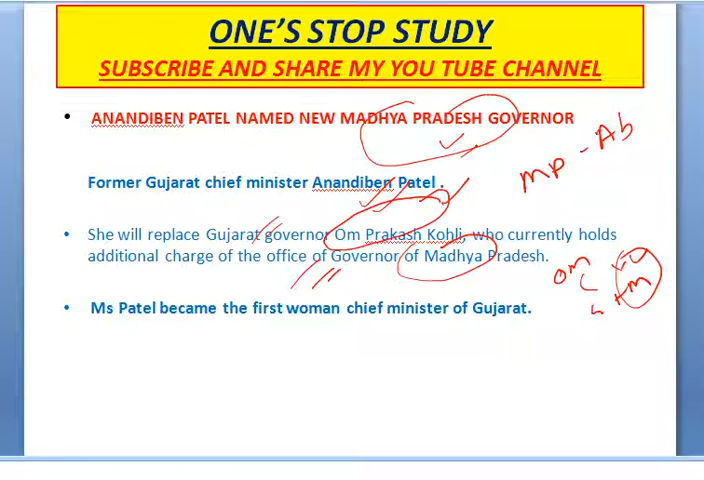 ONE'S STOP STUDY
SUBSCRIBE AND SHARE MY YOU TUBE CHANNEL
• ANANDIBEN PATEL NAMED NEW MADHYA PRADESH GOVERNOR
MP - Ab
Former Gujarat chief minister Anandiben Patel .
• She will replace Gujarat governor Om Prakash Kohli, who currently holds
additional charge of the office of Governor of Madhya Pradesh.
om
• Ms Patel became the first woman chief minister of Gujarat.